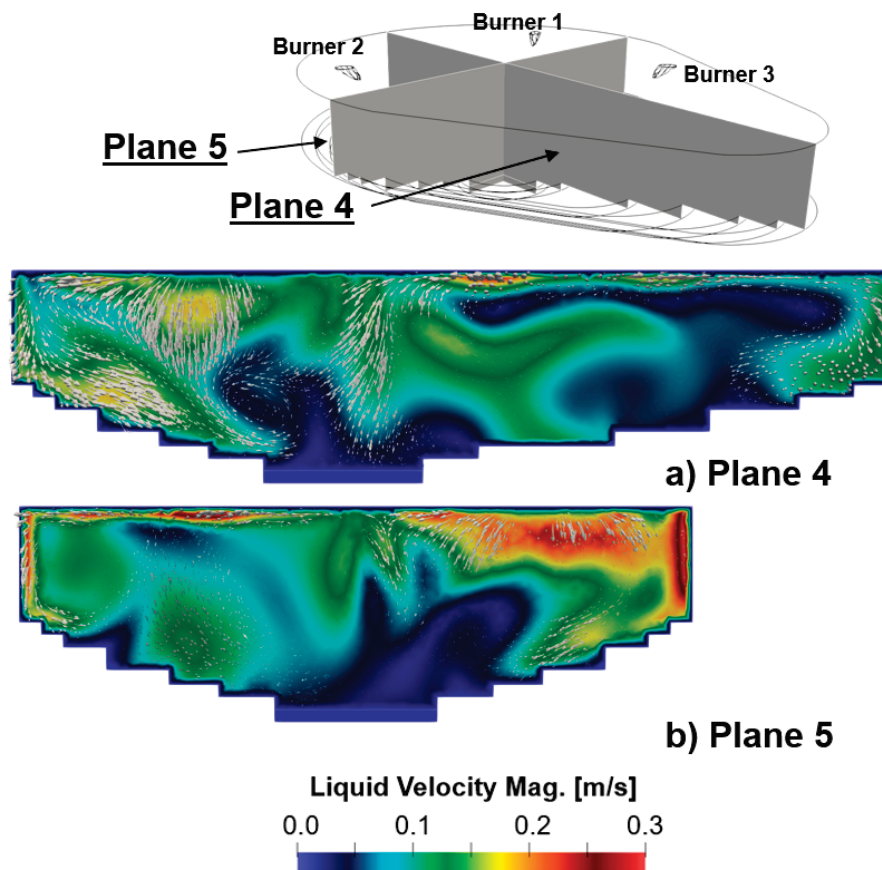 Burner 1
Burner 2
Burner 3
Plane 5
Plane 4
a) Plane 4
b) Plane 5
Liquid Velocity Mag. [m/s]
0.0 0.1 0.2 0.3